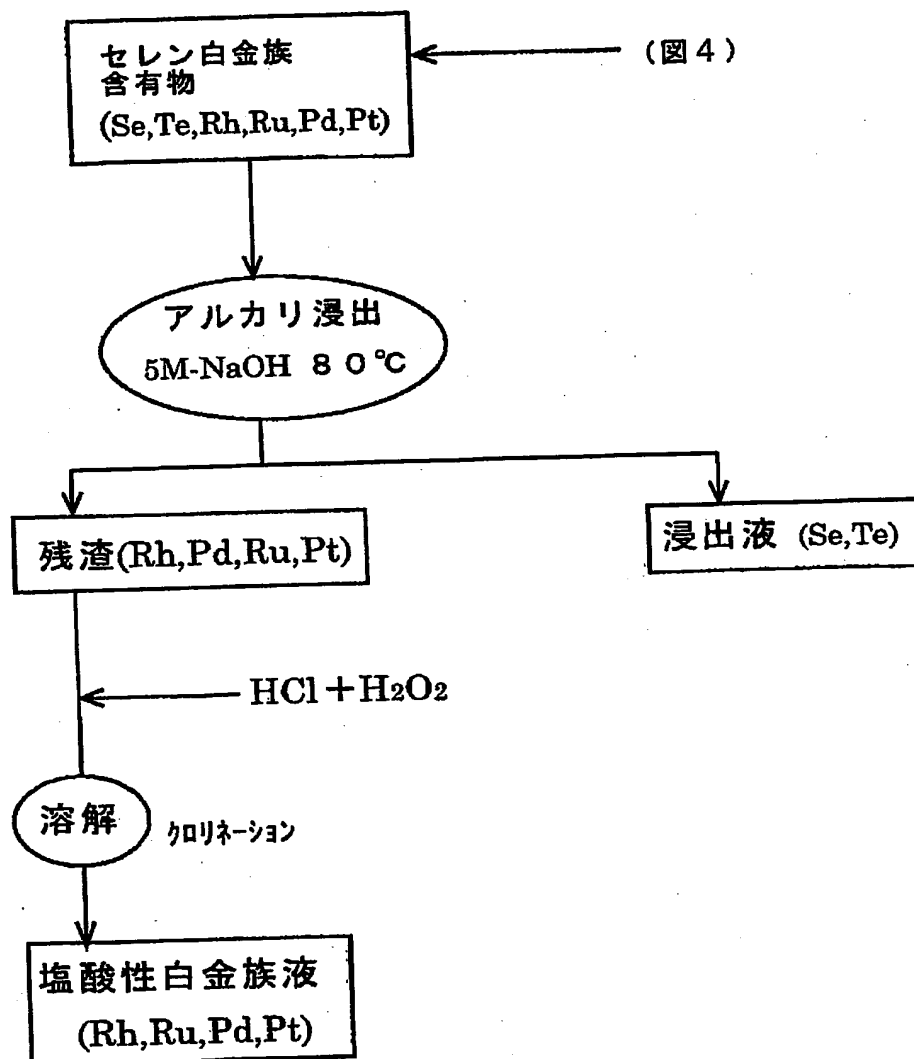 セレン白金族
含有物
(Se,Te,Rh,Ru,Pd,Pt)
(図4)
アルカリ浸出
5M-NaOH 80℃
残渣(Rh,Pd,Ru,Pt)
浸出液 (Se,Te)
HCl+H2O2
溶解
クロリネーション
塩酸性白金族液
(Rh,Ru,Pd,Pt)